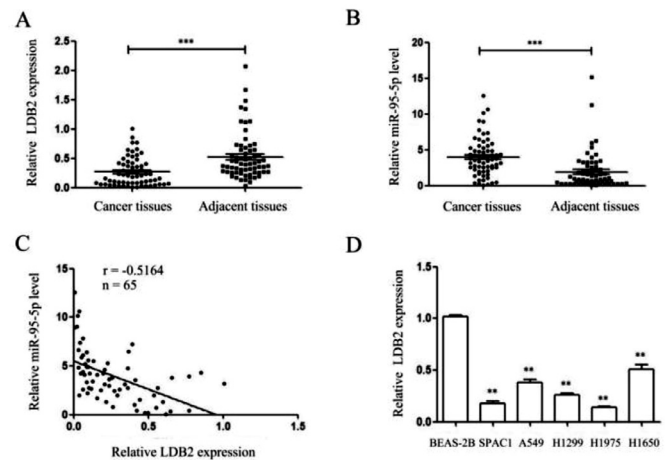 A
***
Relative LDB2 expression
2.5
2.0
1.5
1.0
0.5
0.0
Cancer tissues Adjacent tissues
B
***
Relative miR-95-5p level
20
15
10
5
0
Cancer tissues Adjacent tissues
C
r = -0.5164
n = 65
Relative miR-95-5p level
15
10
5
0
0.0 0.5 1.0 1.5
Relative LDB2 expression
D
Relative LDB2 expression
1.5
1.0
0.5
0.0
** ** ** ** **
BEAS-2B SPAC1 A549 H1299 H1975 H1650